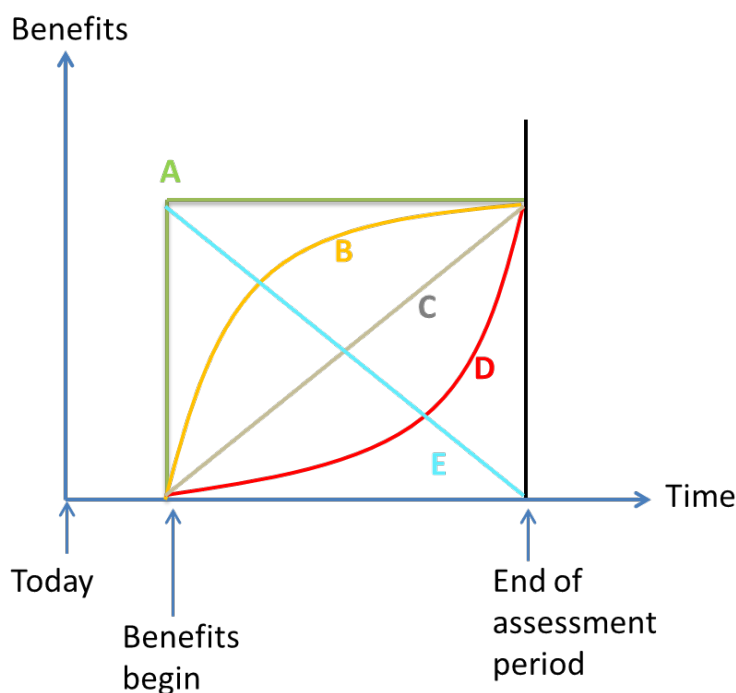 Benefits
A
B
C
D
E
Time
Today
Benefits
begin
End of
assessment
period